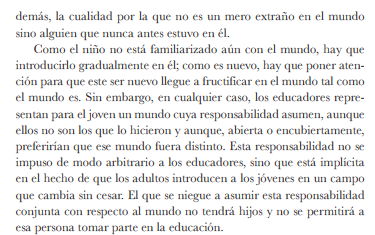 demás, la cualidad por la que no es un mero extraño en el mundo
sino alguien que nunca antes estuvo en él.
Como el niño no está familiarizado aún con el mundo, hay que
introducirlo gradualmente en él; como es nuevo, hay que poner aten-
ción para que este ser nuevo llegue a fructificar en el mundo tal como
el mundo es. Sin embargo, en cualquier caso, los educadores repre-
sentan para el joven un mundo cuya responsabilidad asumen, aunque
ellos no son los que lo hicieron y aunque, abierta o encubiertamente,
preferirían que ese mundo fuera distinto. Esta responsabilidad no se
impuso de modo arbitrario a los educadores, sino que está implícita
en el hecho de que los adultos introducen a los jóvenes en un campo
que cambia sin cesar. El que se niegue a asumir esta responsabilidad
conjunta con respecto al mundo no tendrá hijos y no se permitirá a
esa persona tomar parte en la educación.